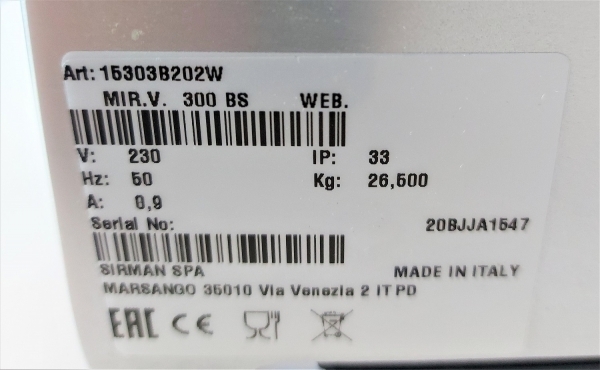 Art: 15303B202W
MIR.V. 300 BS WEB.
V: 230 IP: 33
Hz: 50 Kg: 26,500
A: 0,9
Serial No: 20BJJA1547
SIRMAN SPA MADE IN ITALY
MARSANGO 35010 Via Venezia 2 IT PD
EAC CE